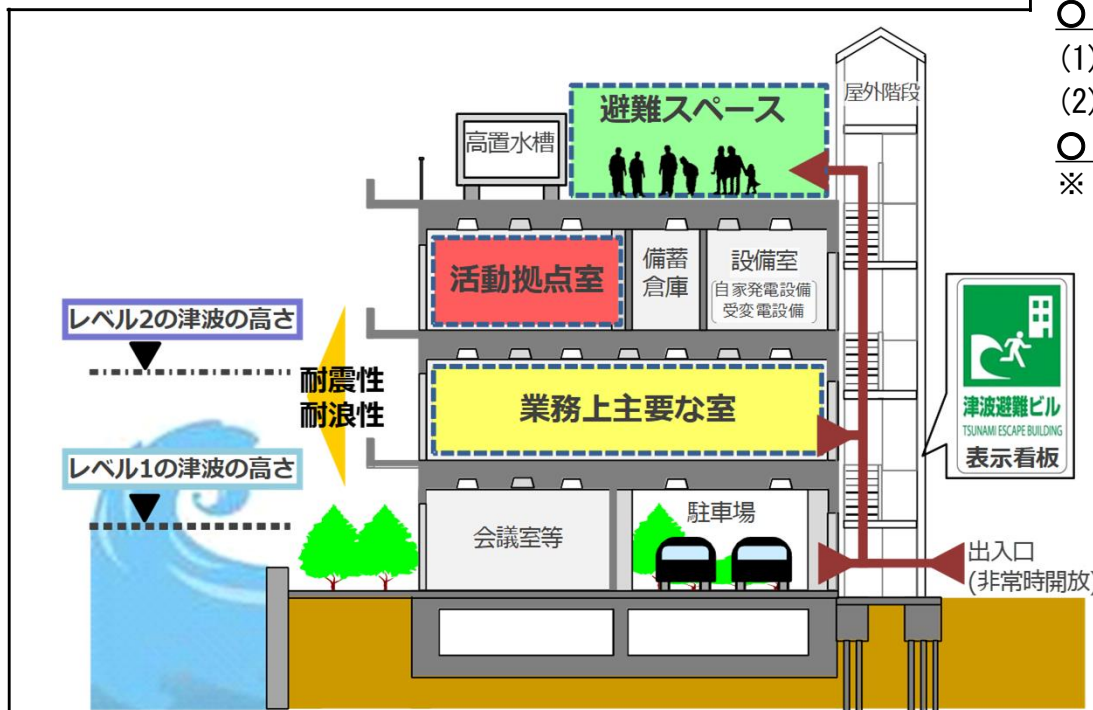 〇
(1)
(2)
〇
※
避難スペース
屋外階段
高置水槽
活動拠点室
備蓄
倉庫
設備室
自家発電設備
受変電設備
レベル2の津波の高さ
耐震性
耐浪性
業務上主要な室
津波避難ビル
TSUNAMI ESCAPE BUILDING
表示看板
レベル1の津波の高さ
会議室等
駐車場
出入口
(非常時開放)